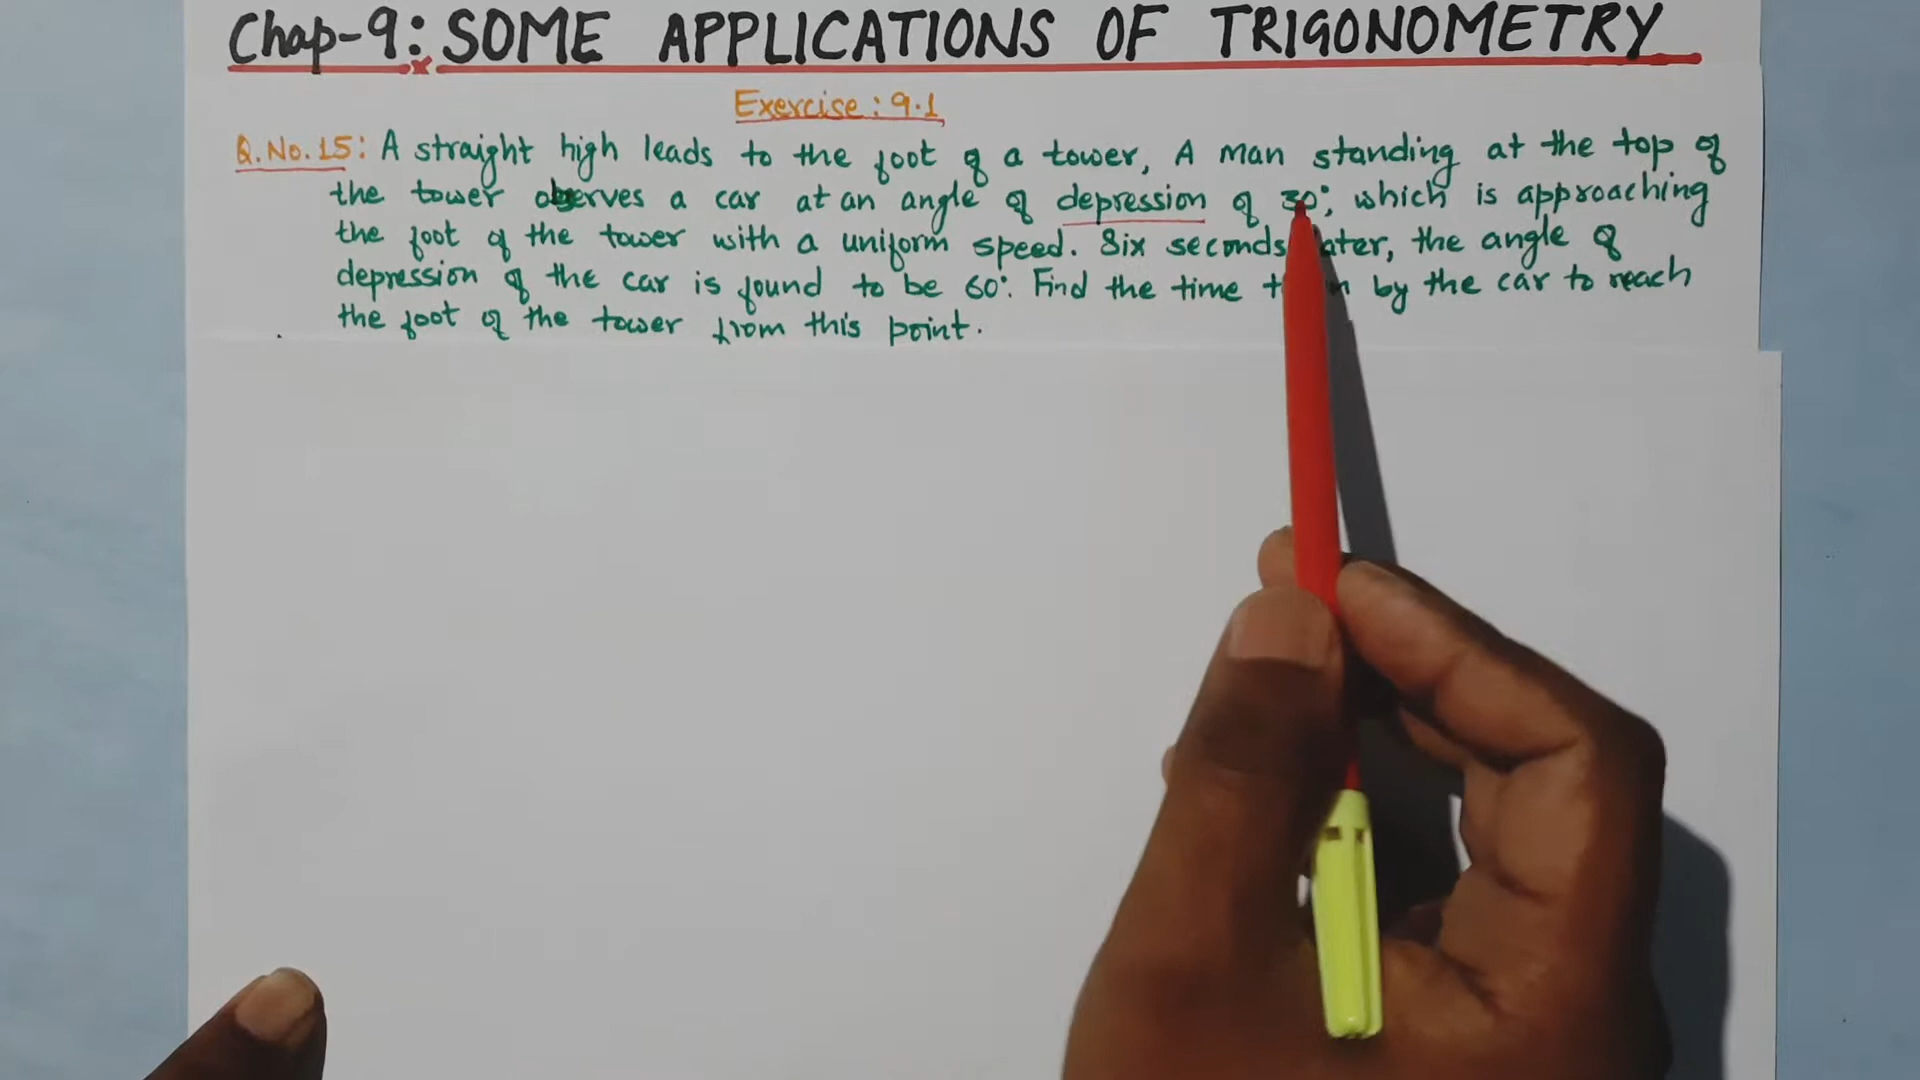 Chap-9: SOME APPLICATIONS OF TRIGONOMETRY
Exercise: 9.1
Q.No.15: A straight high leads to the foot of a tower, A man standing at the top of
the tower observes a car at an angle of depression of 30°, which is approaching
the foot of the tower with a uniform speed. Six seconds ater, the angle of
depression of the car is found to be 60°. Find the time t n by the car to reach
the foot of the tower from this point.